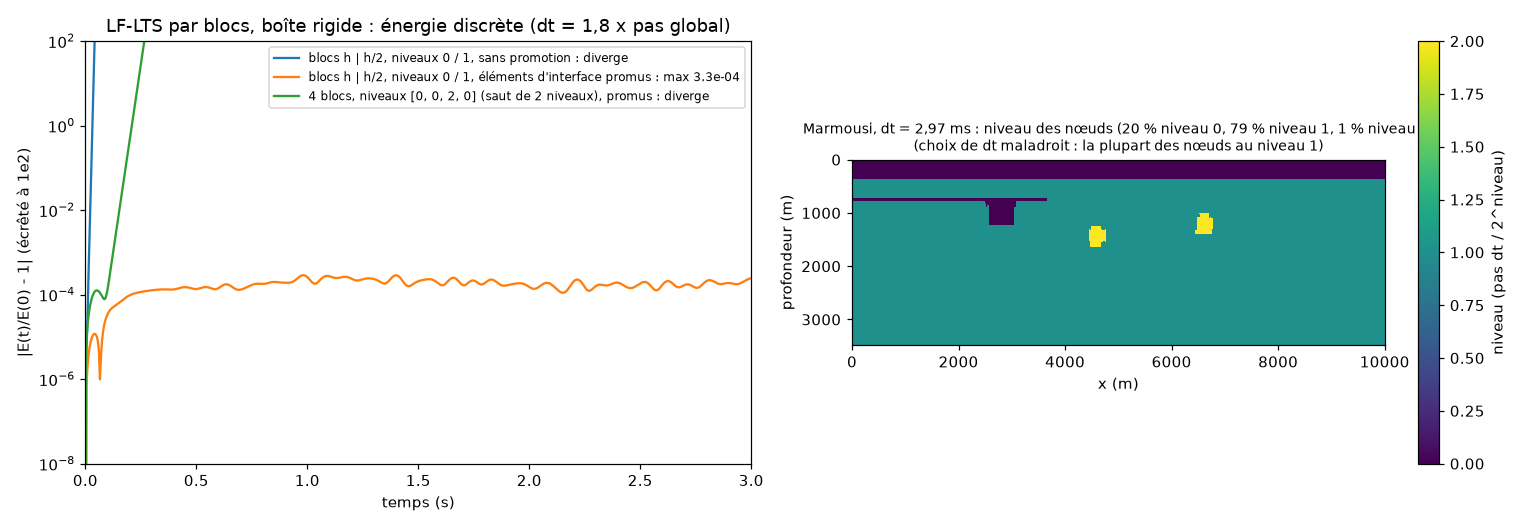 LF-LTS par blocs, boîte rigide : énergie discrète (dt = 1,8 x pas global)
|E(t)/E(0) - 1| (écrêté à 1e2)
10^2
10^0
10^-2
10^-4
10^-6
10^-8
blocs h | h/2, niveaux 0 / 1, sans promotion : diverge
blocs h | h/2, niveaux 0 / 1, éléments d'interface promus : max 3.3e-04
4 blocs, niveaux [0, 0, 2, 0] (saut de 2 niveaux), promus : diverge
0.0 0.5 1.0 1.5 2.0 2.5 3.0
temps (s)
Marmousi, dt = 2,97 ms : niveau des nœuds (20 % niveau 0, 79 % niveau 1, 1 % niveau
(choix de dt maladroit : la plupart des nœuds au niveau 1)
profondeur (m)
0
1000
2000
3000
0 2000 4000 6000 8000 10000
x (m)
2.00
1.75
1.50
1.25
1.00
0.75
0.50
0.25
0.00
niveau (pas dt / 2^niveau)